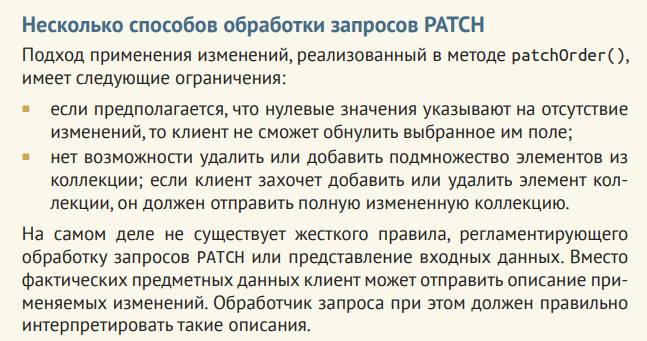 Несколько способов обработки запросов PATCH
Подход применения изменений, реализованный в методе patchOrder(),
имеет следующие ограничения:
▪ если предполагается, что нулевые значения указывают на отсутствие
изменений, то клиент не сможет обнулить выбранное им поле;
▪ нет возможности удалить или добавить подмножество элементов из
коллекции; если клиент захочет добавить или удалить элемент кол-
лекции, он должен отправить полную измененную коллекцию.
На самом деле не существует жесткого правила, регламентирующего
обработку запросов PATCH или представление входных данных. Вместо
фактических предметных данных клиент может отправить описание при-
меняемых изменений. Обработчик запроса при этом должен правильно
интерпретировать такие описания.